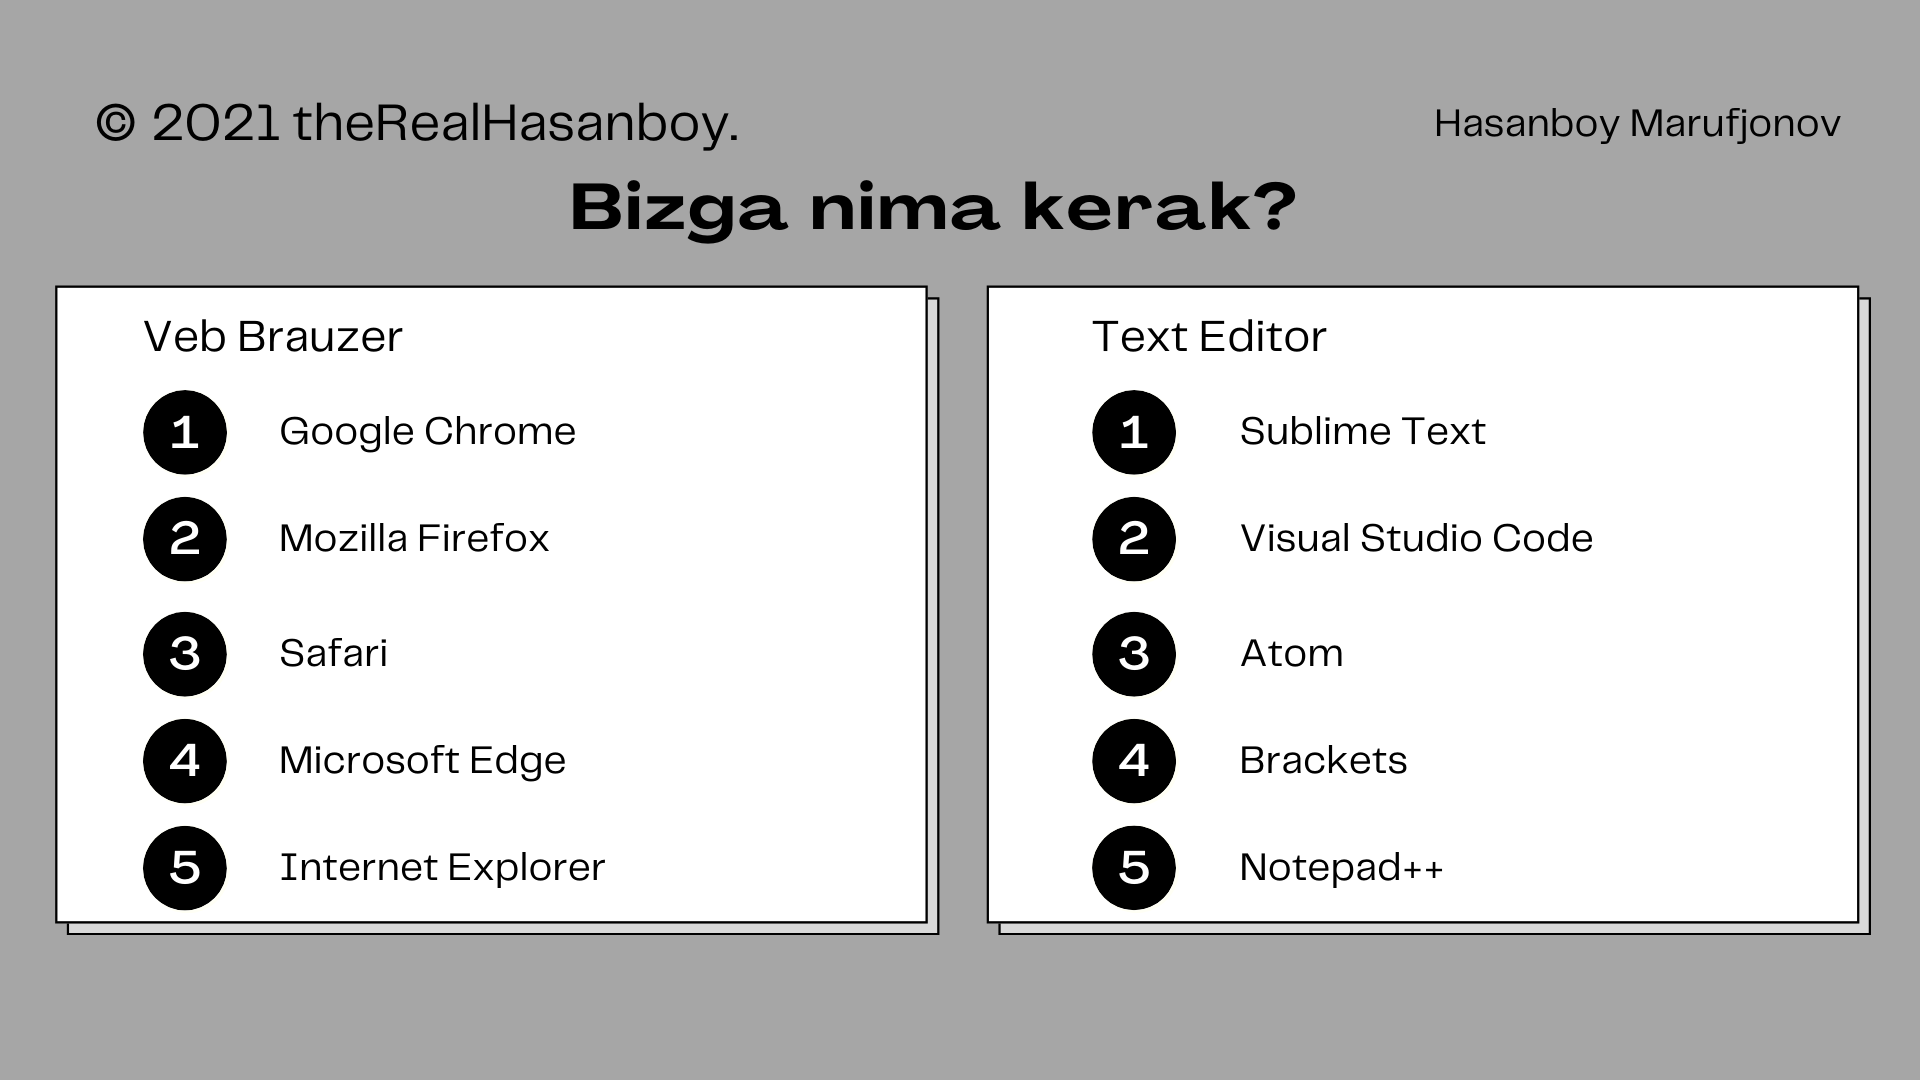 © 2021 theRealHasanboy.
Hasanboy Marufjonov
Bizga nima kerak?
Veb Brauzer
1 Google Chrome
2 Mozilla Firefox
3 Safari
4 Microsoft Edge
5 Internet Explorer
Text Editor
1 Sublime Text
2 Visual Studio Code
3 Atom
4 Brackets
5 Notepad++